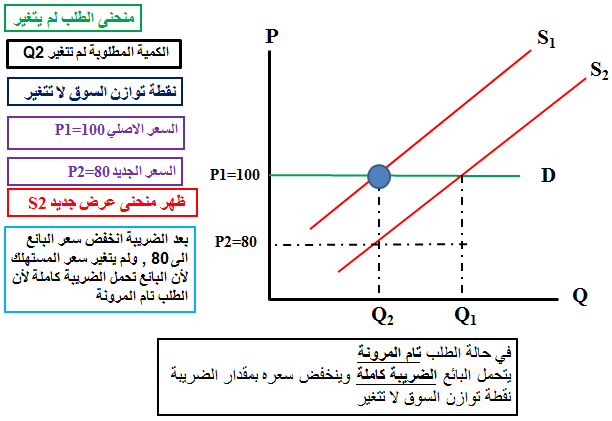 منحنى الطلب لم يتغير
الكمية المطلوبة لم تتغير Q2
نقطة توازن السوق لا تتغير
السعر الاصلي P1=100
السعر الجديد P2=80
ظهر منحنى عرض جديد S2
بعد الضريبة انخفض سعر البائع
الى 80 , ولم يتغير سعر المستهلك
لأن البائع تحمل الضريبة كاملة لأن
الطلب تام المرونة
P
S1
S2
P1=100
D
P2=80
Q
Q2
Q1
في حالة الطلب تام المرونة
يتحمل البائع الضريبة كاملة وينخفض سعره بمقدار الضريبة
نقطة توازن السوق لا تتغير